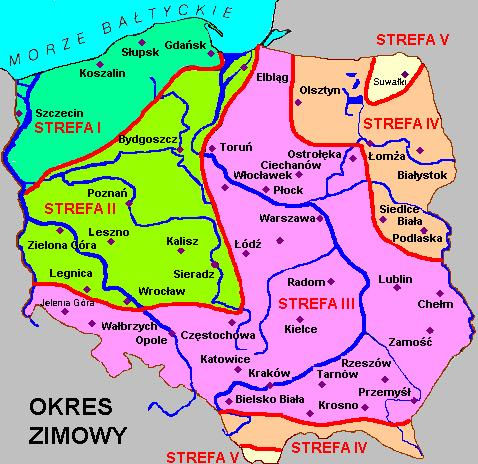 MORZE BAŁTYCKIE
STREFA V
Gdańsk
Słupsk
Koszalin
Elbląg
Suwałki
Olsztyn
Szczecin
STREFA I
STREFA IV
Bydgoszcz
Toruń
Ostrołęka
Łomża
Ciechanów
Włocławek
Białystok
Płock
Poznań
STREFA II
Siedlce
Biała
Podlaska
Warszawa
Leszno
Zielona Góra
Kalisz
Łódź
Legnica
Sieradz
Wrocław
Radom
Lublin
Jelenia Góra
STREFA III
Chełm
Wałbrzych
Opole
Częstochowa
Kielce
Zamość
Katowice
Rzeszów
Kraków
Tarnów
Przemyśl
Bielsko Biała
Krosno
OKRES
ZIMOWY
STREFA V
STREFA IV